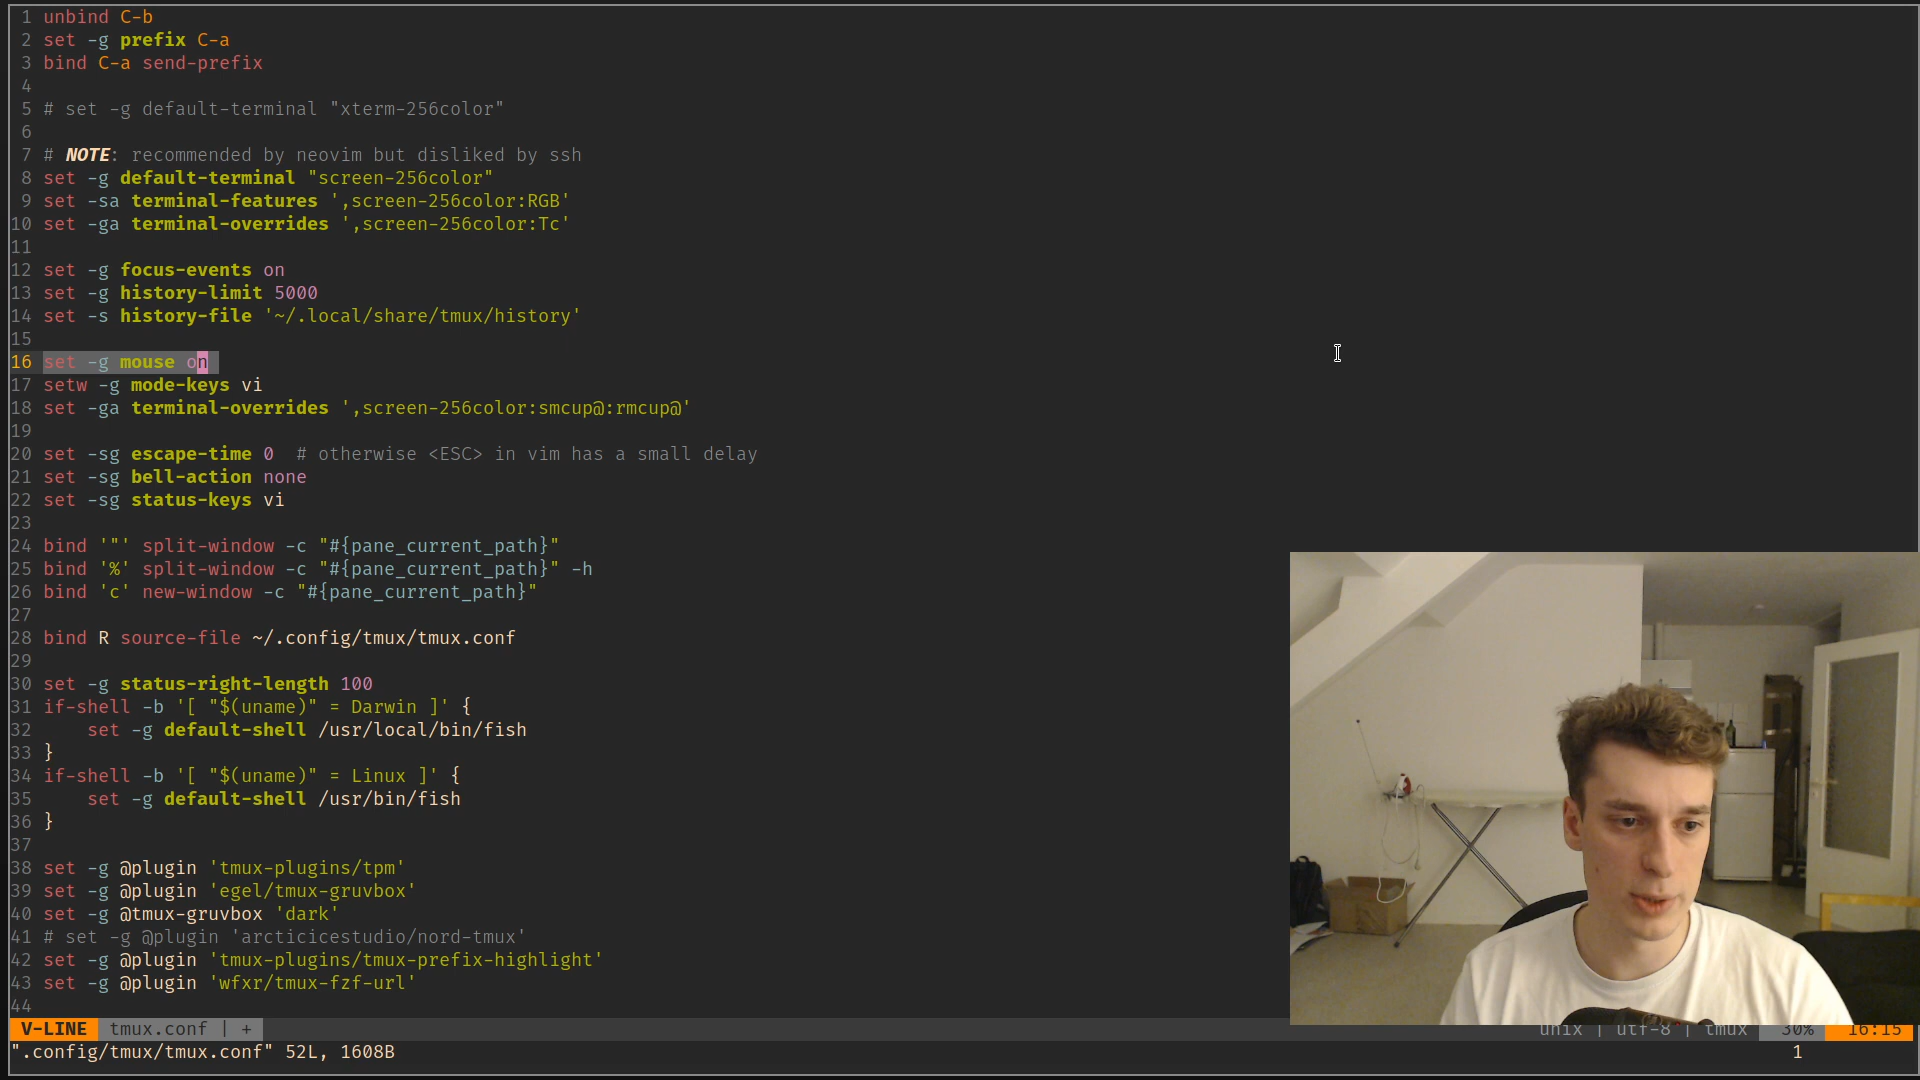 1 unbind C-b
2 set -g prefix C-a
3 bind C-a send-prefix
4
5 # set -g default-terminal "xterm-256color"
6
7 # NOTE: recommended by neovim but disliked by ssh
8 set -g default-terminal "screen-256color"
9 set -sa terminal-features ',screen-256color:RGB'
10 set -ga terminal-overrides ',screen-256color:Tc'
11
12 set -g focus-events on
13 set -g history-limit 5000
14 set -s history-file '~/.local/share/tmux/history'
15
16 set -g mouse on
17 setw -g mode-keys vi
18 set -ga terminal-overrides ',screen-256color:smcup@:rmcup@'
19
20 set -sg escape-time 0  # otherwise <ESC> in vim has a small delay
21 set -sg bell-action none
22 set -sg status-keys vi
23
24 bind '"' split-window -c "#{pane_current_path}"
25 bind '%' split-window -c "#{pane_current_path}" -h
26 bind 'c' new-window -c "#{pane_current_path}"
27
28 bind R source-file ~/.config/tmux/tmux.conf
29
30 set -g status-right-length 100
31 if-shell -b '[ "$(uname)" = Darwin ]' {
32     set -g default-shell /usr/local/bin/fish
33 }
34 if-shell -b '[ "$(uname)" = Linux ]' {
35     set -g default-shell /usr/bin/fish
36 }
37
38 set -g @plugin 'tmux-plugins/tpm'
39 set -g @plugin 'egel/tmux-gruvbox'
40 set -g @tmux-gruvbox 'dark'
41 # set -g @plugin 'arcticicestudio/nord-tmux'
42 set -g @plugin 'tmux-plugins/tmux-prefix-highlight'
43 set -g @plugin 'wfxr/tmux-fzf-url'
44
V-LINE tmux.conf | + unix | utf-8 | tmux 30% 16:15
".config/tmux/tmux.conf" 52L, 1608B 1